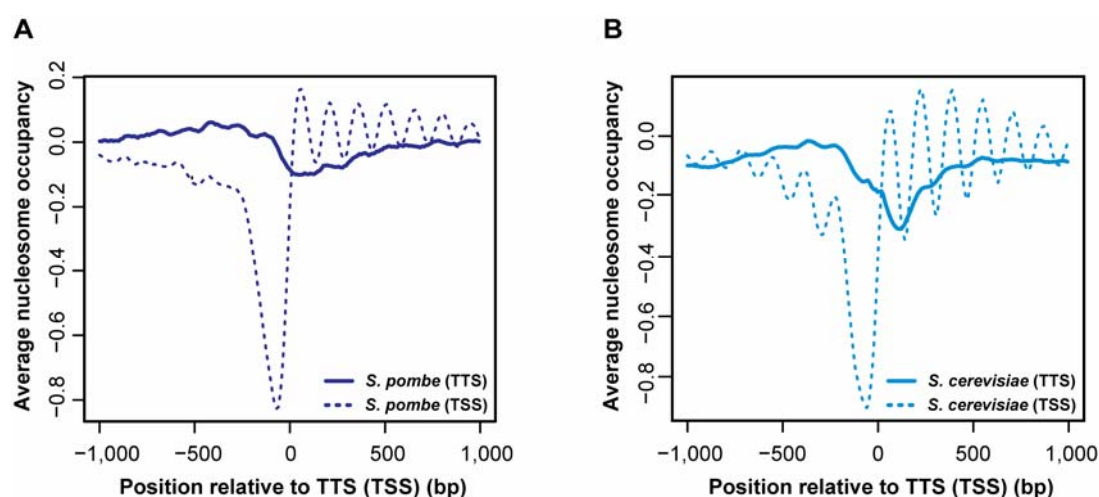 A
Average nucleosome occupancy
0.2
0.0
−0.2
−0.4
−0.6
−0.8
S. pombe (TTS)
S. pombe (TSS)
−1,000 −500 0 500 1,000
Position relative to TTS (TSS) (bp)
B
Average nucleosome occupancy
0.0
−0.2
−0.4
−0.6
−0.8
S. cerevisiae (TTS)
S. cerevisiae (TSS)
−1,000 −500 0 500 1,000
Position relative to TTS (TSS) (bp)